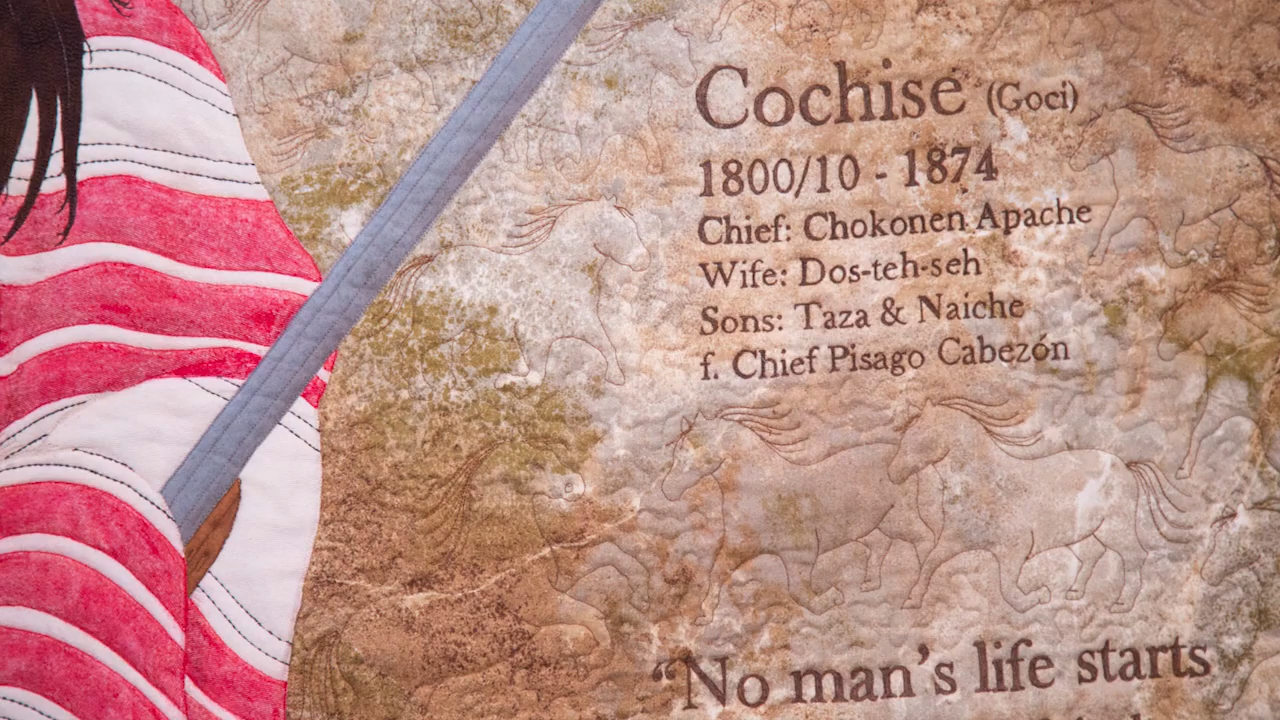 Cochise (Goci)
1800/10 - 1874
Chief: Chokonen Apache
Wife: Dos-teh-seh
Sons: Taza & Naiche
f. Chief Pisago Cabezón
“No man’s life starts